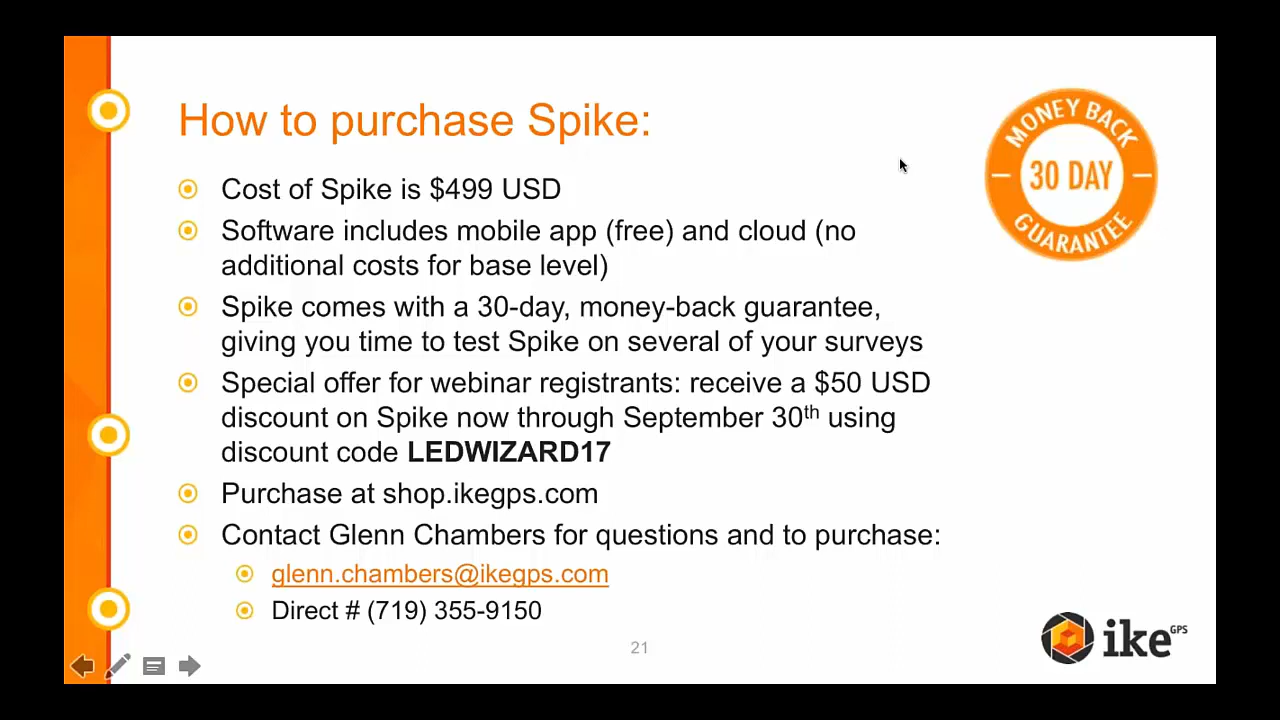 How to purchase Spike:
MONEY BACK
30 DAY
GUARANTEE
Cost of Spike is $499 USD
Software includes mobile app (free) and cloud (no
additional costs for base level)
Spike comes with a 30-day, money-back guarantee,
giving you time to test Spike on several of your surveys
Special offer for webinar registrants: receive a $50 USD
discount on Spike now through September 30th using
discount code LEDWIZARD17
Purchase at shop.ikegps.com
Contact Glenn Chambers for questions and to purchase:
glenn.chambers@ikegps.com
Direct # (719) 355-9150
21
ike GPS